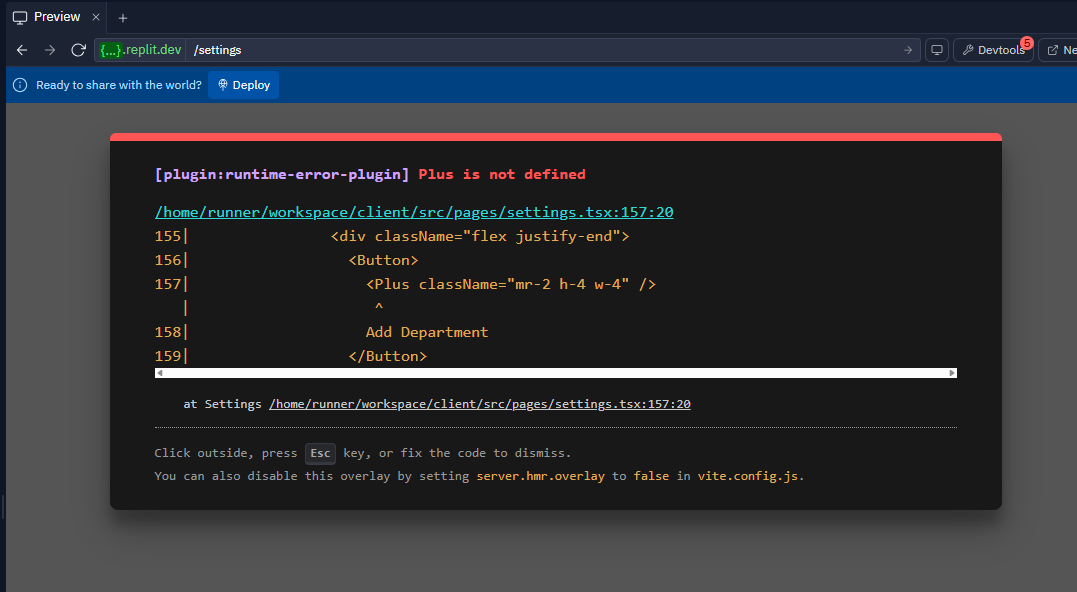 Preview
{...}.replit.dev /settings
Devtools 5 Ne
Ready to share with the world? Deploy
[plugin:runtime-error-plugin] Plus is not defined
/home/runner/workspace/client/src/pages/settings.tsx:157:20
155|                <div className="flex justify-end">
156|                  <Button>
157|                    <Plus className="mr-2 h-4 w-4" />
   |                     ^
158|                    Add Department
159|                  </Button>
at Settings /home/runner/workspace/client/src/pages/settings.tsx:157:20
Click outside, press Esc key, or fix the code to dismiss.
You can also disable this overlay by setting server.hmr.overlay to false in vite.config.js.